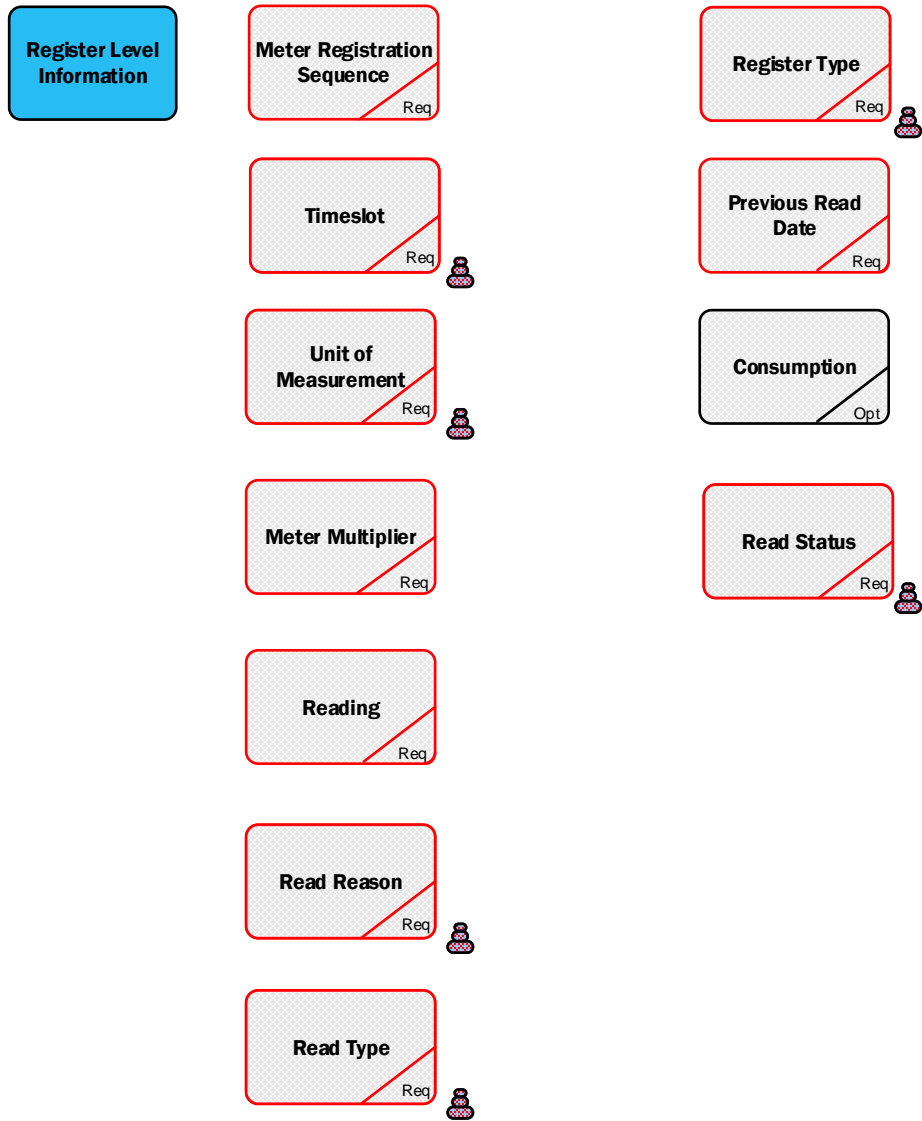 Register Level
Information
Meter Registration
Sequence
Req
Register Type
Req
Timeslot
Req
Previous Read
Date
Req
Unit of
Measurement
Req
Consumption
Opt
Meter Multiplier
Req
Read Status
Req
Reading
Req
Read Reason
Req
Read Type
Req